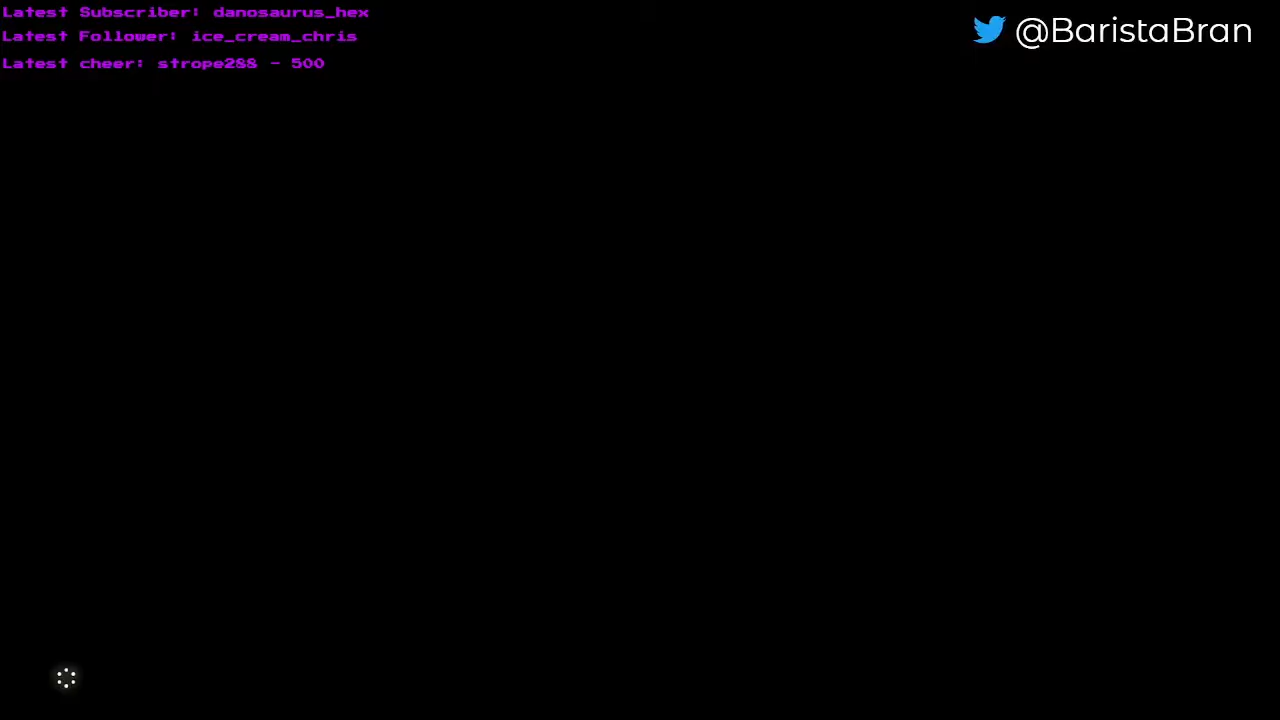 Latest Subscriber: danosaurus_hex
Latest Follower: ice_cream_chris
Latest cheer: strope288 - 500
@BaristaBran